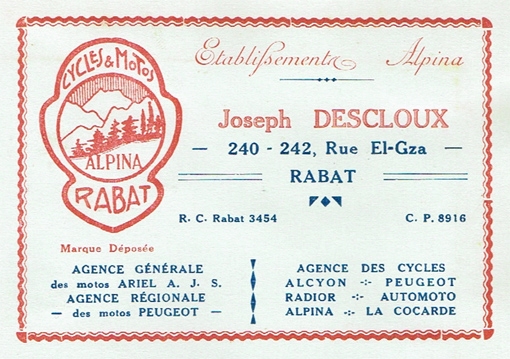 CYCLES & MOTOS
ALPINA
RABAT
Marque Déposée
Etablissements Alpina
Joseph DESCLOUX
— 240 - 242, Rue El-Gza —
RABAT
R. C. Rabat 3454
C. P. 8916
AGENCE GÉNÉRALE
des motos ARIEL A. J. S.
AGENCE RÉGIONALE
— des motos PEUGEOT —
AGENCE DES CYCLES
ALCYON -:- PEUGEOT
RADIOR -:- AUTOMOTO
ALPINA -:- LA COCARDE